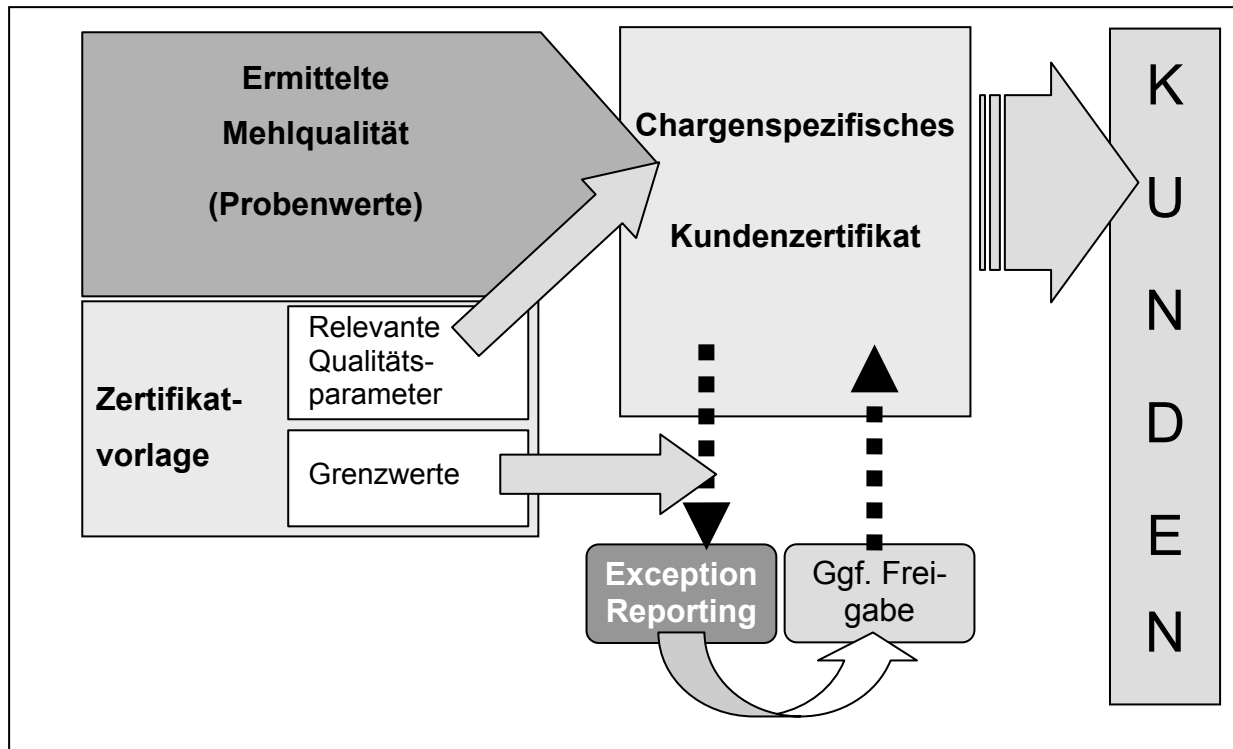 Ermittelte
Mehlqualität
(Probenwerte)
Zertifikat-
vorlage
Relevante
Qualitäts-
parameter
Grenzwerte
Chargenspezifisches
Kundenzertifikat
Exception
Reporting
Ggf. Frei-
gabe
K
U
N
D
E
N